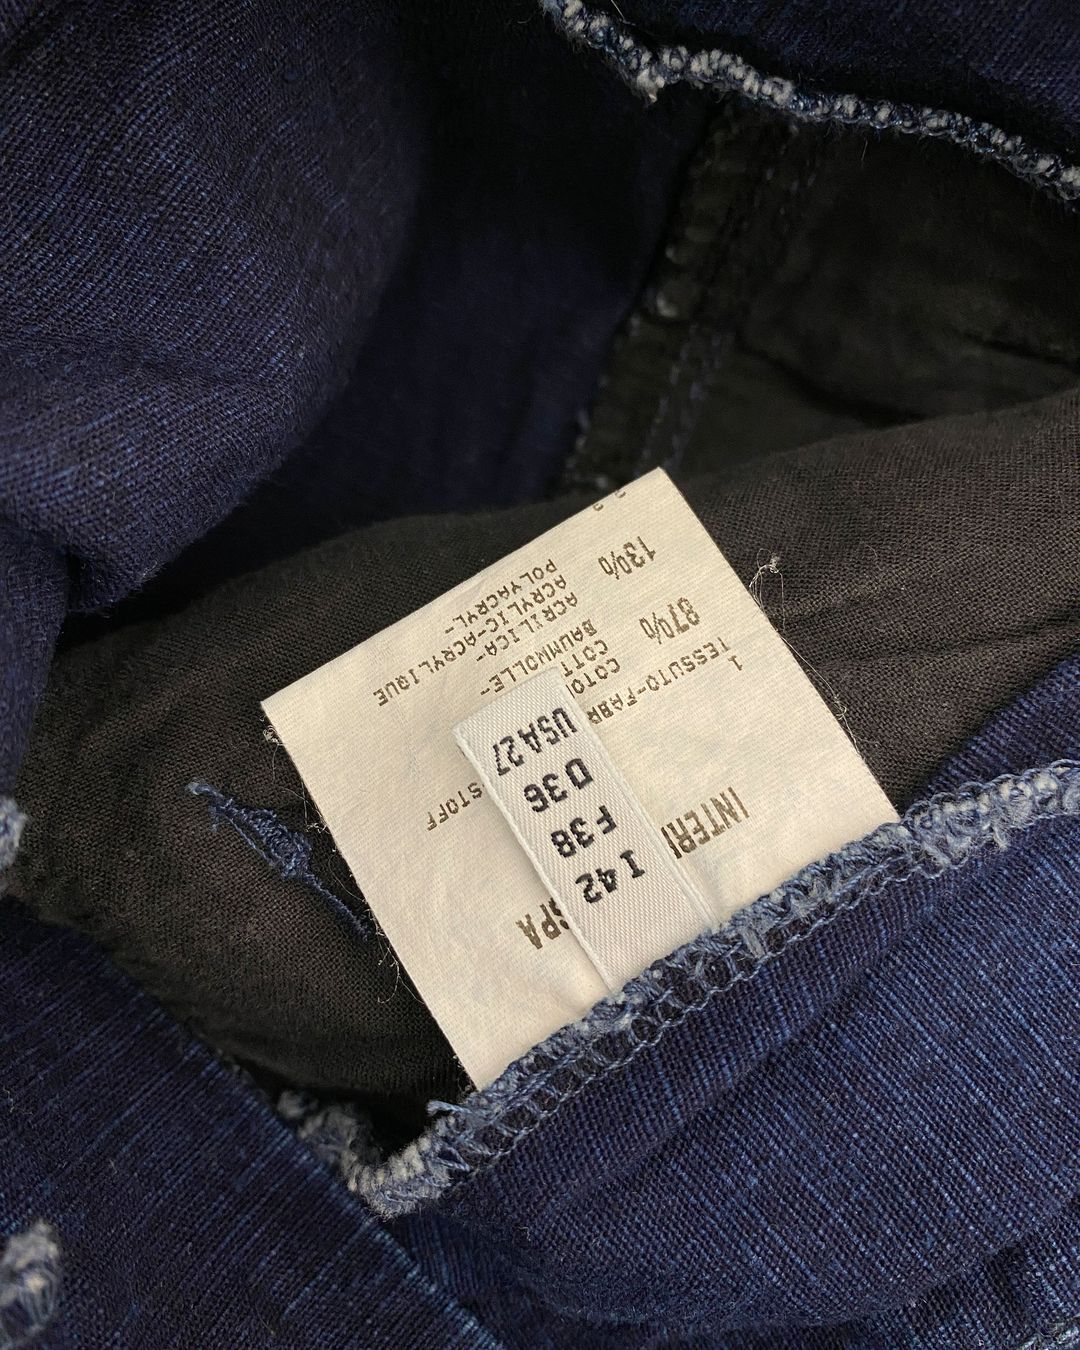 INTER
SPA
1 TESSUTO-FABR
STOFF
87% COTO
COTT
BAUMWOLLE-
13% ACRILICA-
ACRYLIC-ACRYLIQUE
POLYACRYL-
I 42
F 38
D 36
USA 27